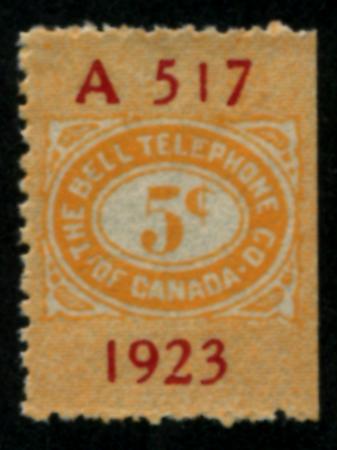 A 517
THE BELL TELEPHONE CO.
5¢
OF CANADA.
1923